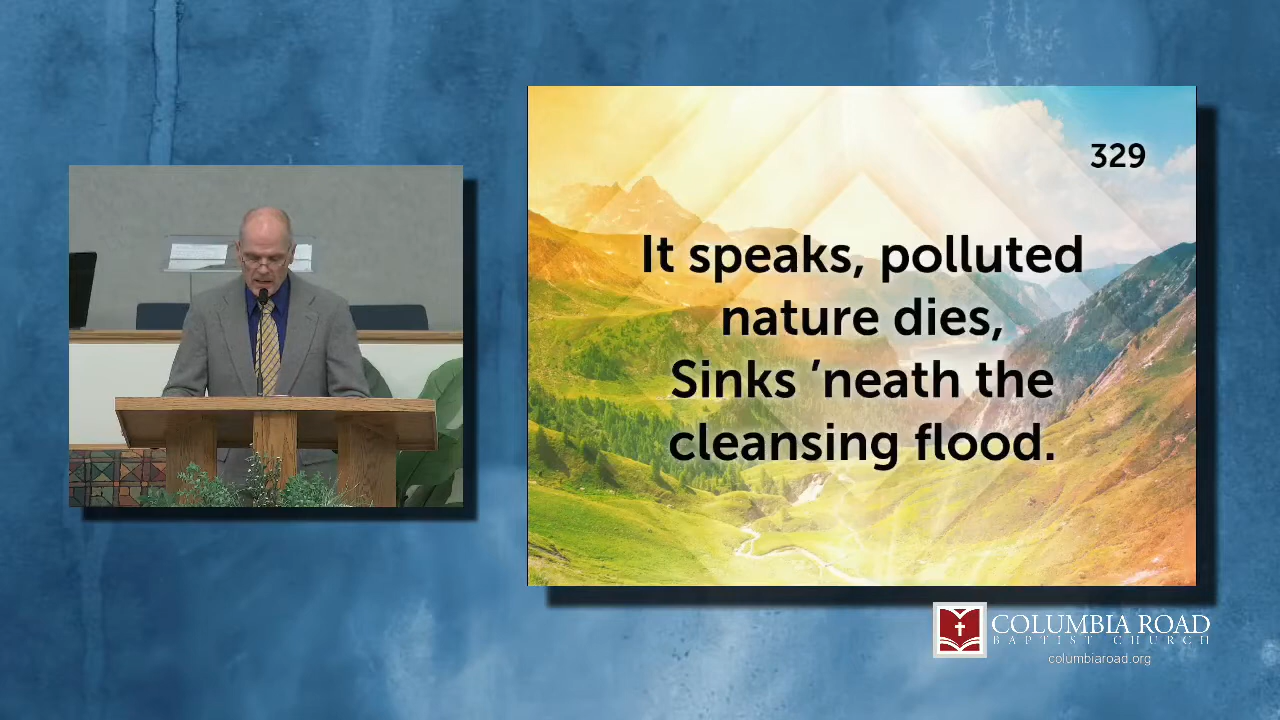 329
It speaks, polluted
nature dies,
Sinks ’neath the
cleansing flood.
COLUMBIA ROAD
BAPTIST CHURCH
columbiaroad.org